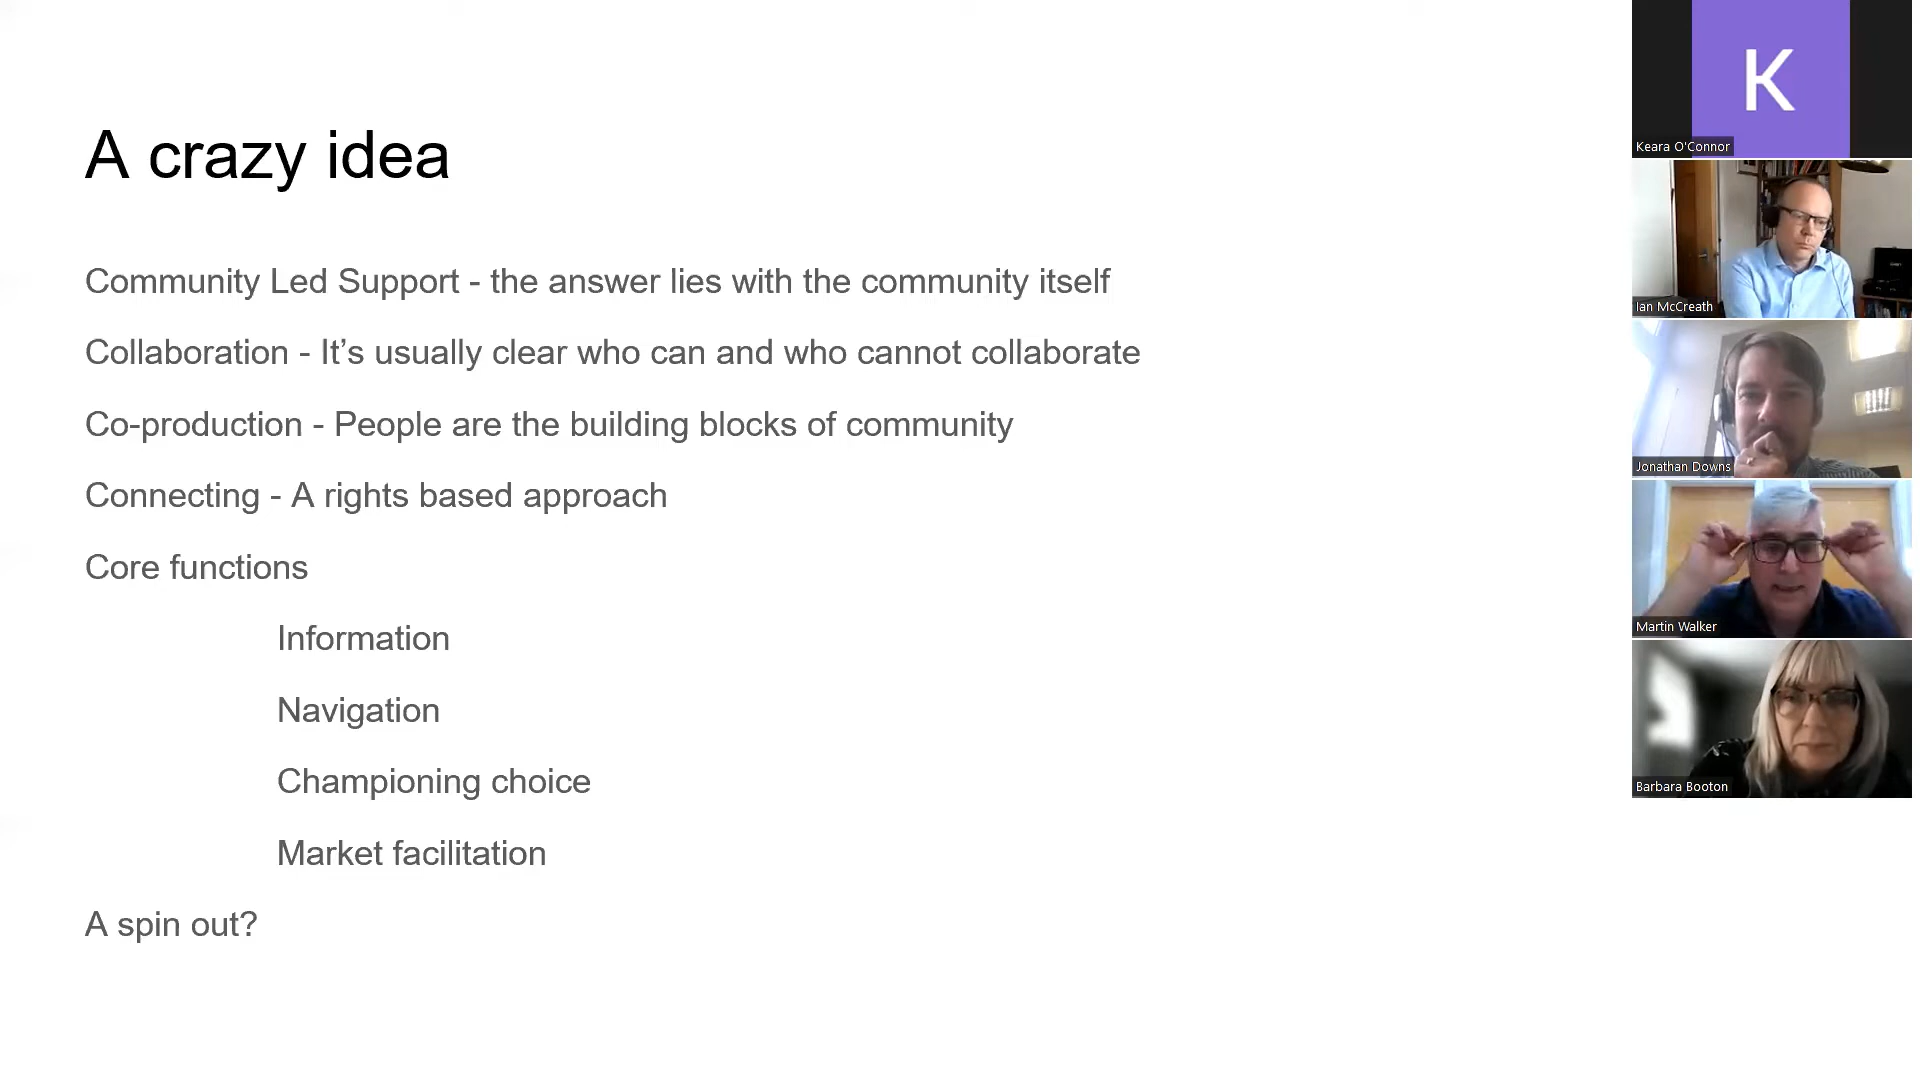 A crazy idea
Community Led Support - the answer lies with the community itself
Collaboration - It’s usually clear who can and who cannot collaborate
Co-production - People are the building blocks of community
Connecting - A rights based approach
Core functions
Information
Navigation
Championing choice
Market facilitation
A spin out?
K
Keara O'Connor
Ian McCreath
Jonathan Downs
Martin Walker
Barbara Booton